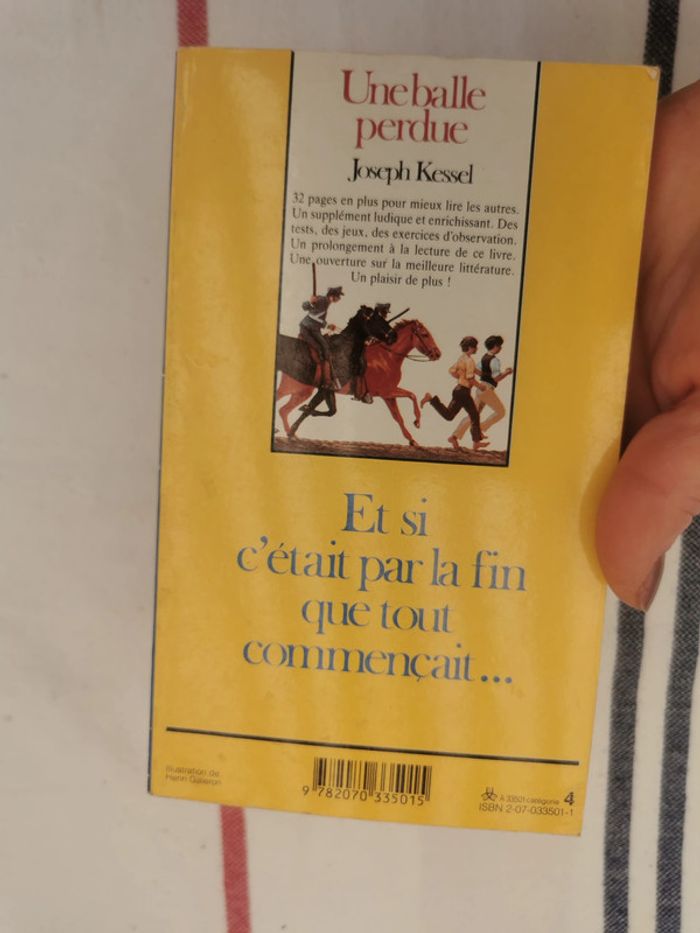 Une balle
perdue
Joseph Kessel
32 pages en plus pour mieux lire les autres.
Un supplément ludique et enrichissant. Des
tests, des jeux, des exercices d'observation.
Un prolongement à la lecture de ce livre.
Une ouverture sur la meilleure littérature.
Un plaisir de plus !
Et si
c'était par la fin
que tout
commençait...
Illustration de
Henri Galeron
9 782070 335015
A 33501 catégorie 4
ISBN 2-07-033501-1